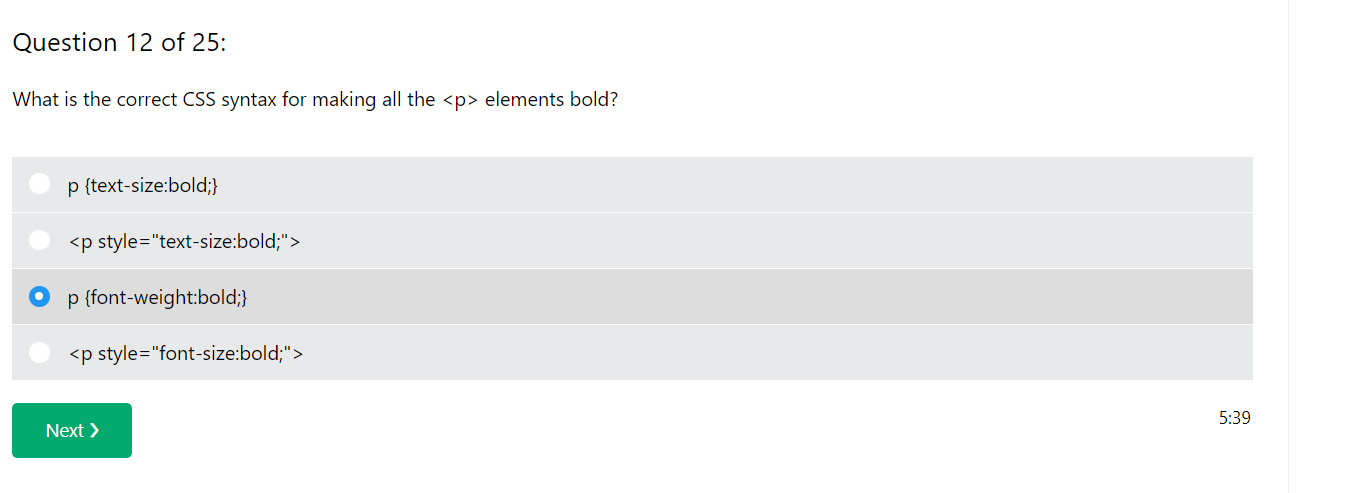 Question 12 of 25:
What is the correct CSS syntax for making all the <p> elements bold?
p {text-size:bold;}
<p style="text-size:bold;">
p {font-weight:bold;}
<p style="font-size:bold;">
Next ❯
5:39